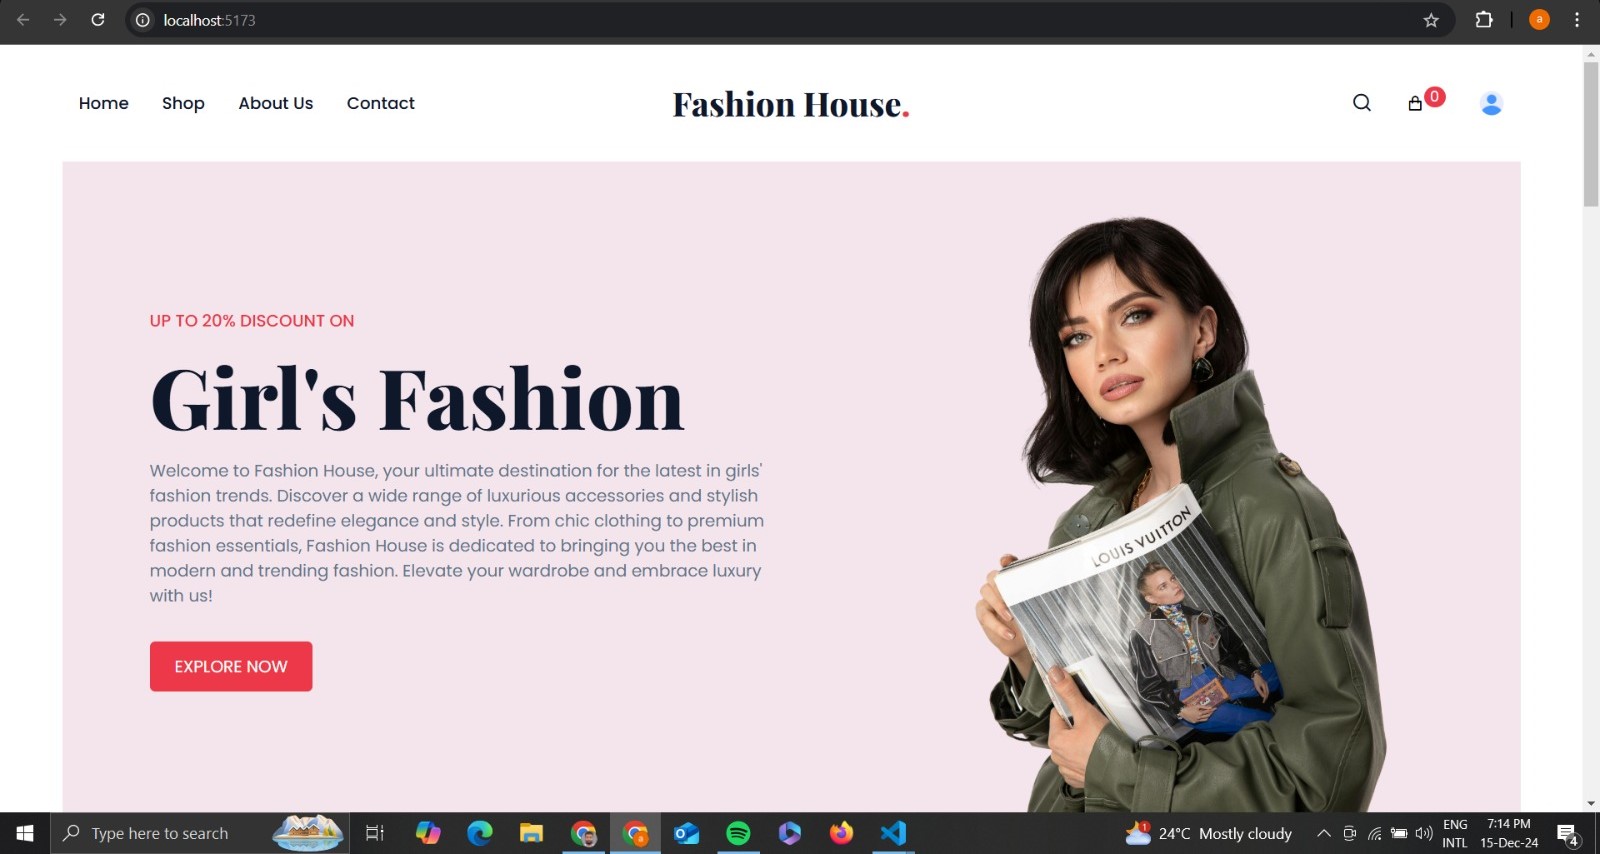 localhost:5173
a
Home Shop About Us Contact
Fashion House.
0
UP TO 20% DISCOUNT ON
Girl's Fashion
Welcome to Fashion House, your ultimate destination for the latest in girls'
fashion trends. Discover a wide range of luxurious accessories and stylish
products that redefine elegance and style. From chic clothing to premium
fashion essentials, Fashion House is dedicated to bringing you the best in
modern and trending fashion. Elevate your wardrobe and embrace luxury
with us!
EXPLORE NOW
LOUIS VUITTON
Type here to search
1
24°C Mostly cloudy
ENG
INTL
7:14 PM
15-Dec-24
4